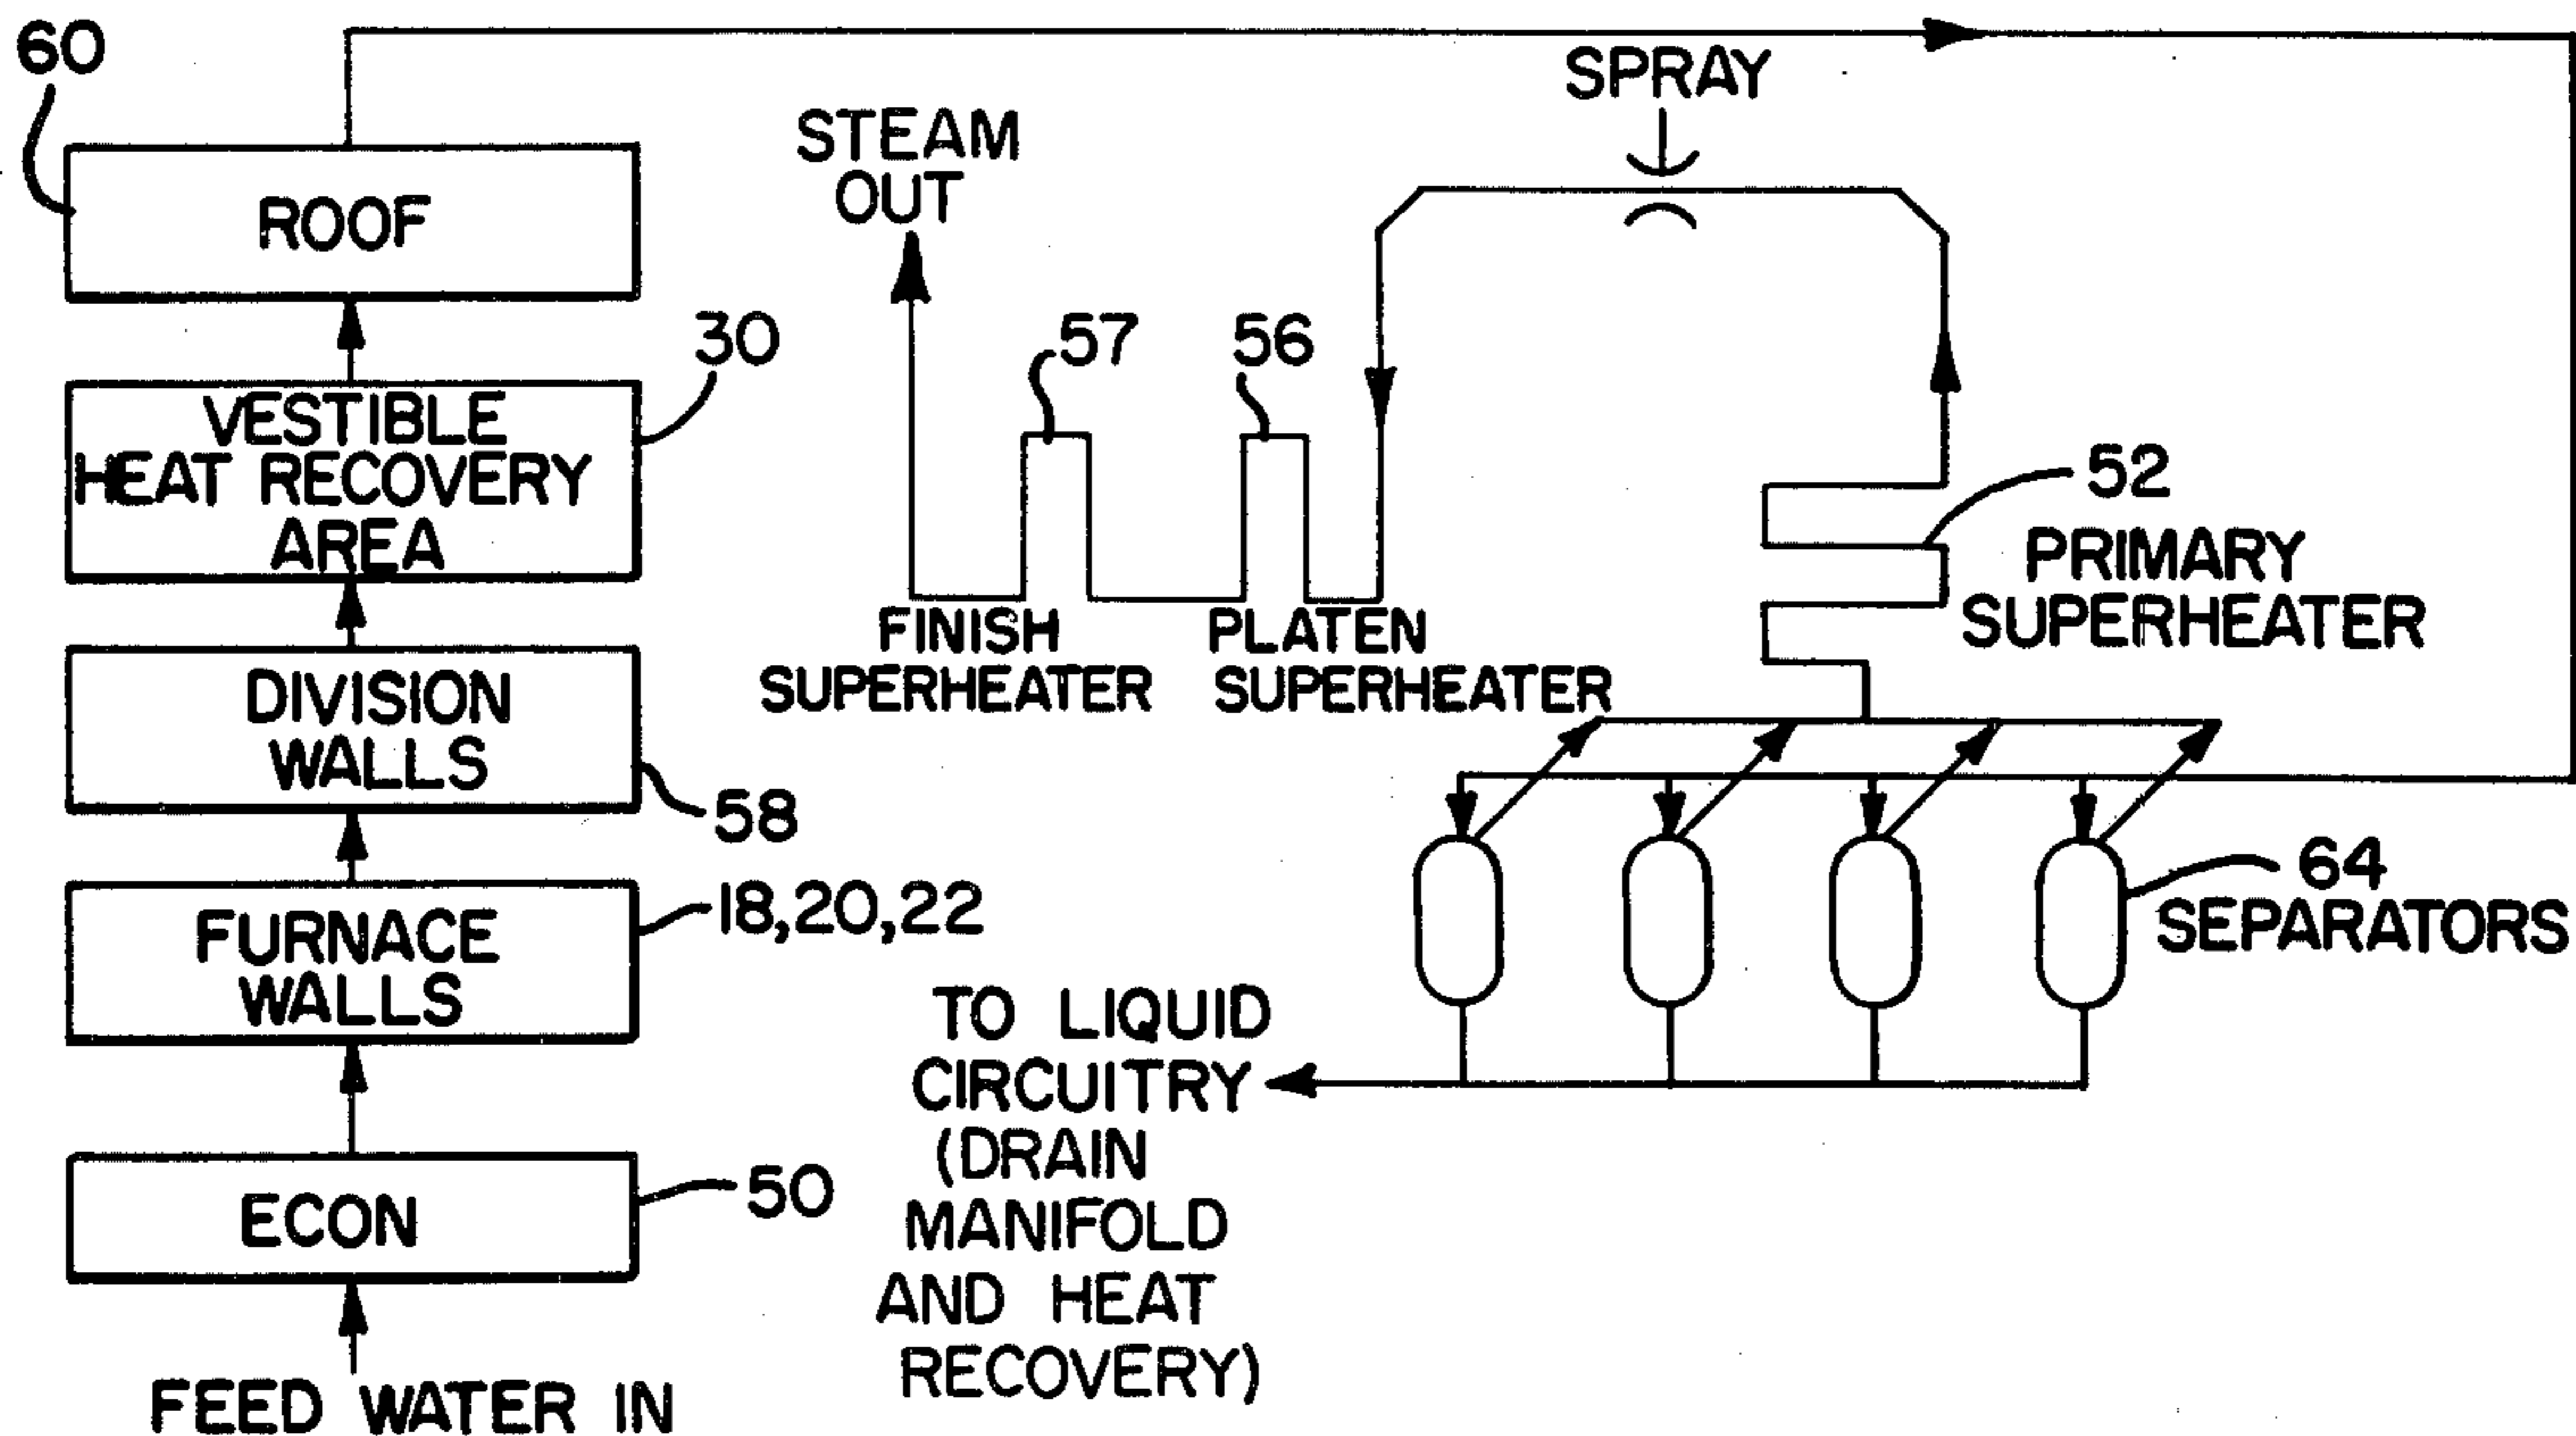 60
ROOF
30
VESTIBLE
HEAT RECOVERY
AREA
DIVISION
WALLS
58
FURNACE
WALLS
18,20,22
ECON
50
FEED WATER IN
STEAM
OUT
SPRAY
57
56
FINISH
SUPERHEATER
PLATEN
SUPERHEATER
52
PRIMARY
SUPERHEATER
64
SEPARATORS
TO LIQUID
CIRCUITRY
(DRAIN
MANIFOLD
AND HEAT
RECOVERY)